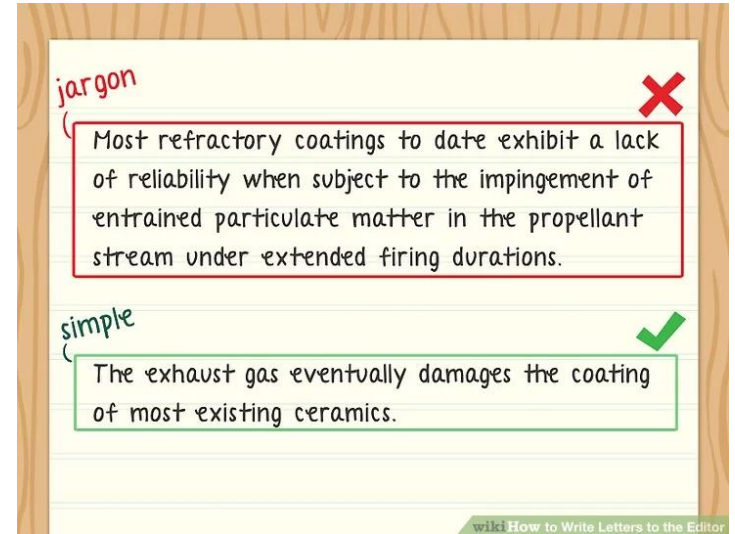 jargon
Most refractory coatings to date exhibit a lack
of reliability when subject to the impingement of
entrained particulate matter in the propellant
stream under extended firing durations.
simple
The exhaust gas eventually damages the coating
of most existing ceramics.
wikiHow to Write Letters to the Editor